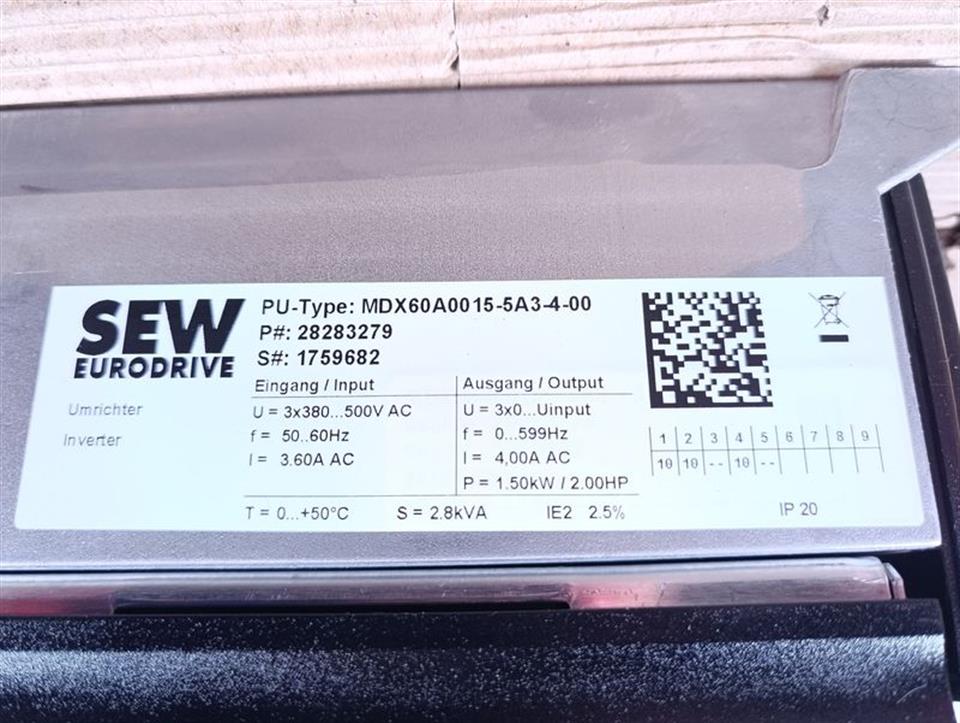 SEW
EURODRIVE
Umrichter
Inverter
PU-Type: MDX60A0015-5A3-4-00
P#: 28283279
S#: 1759682
Eingang / Input
U = 3x380...500V AC
f = 50..60Hz
I = 3.60A AC
Ausgang / Output
U = 3x0...Uinput
f = 0...599Hz
I = 4,00A AC
P = 1.50kW / 2.00HP
T = 0...+50°C S = 2.8kVA IE2 2.5%
1 2 3 4 5 6 7 8 9
10 10 -- 10 --
IP 20